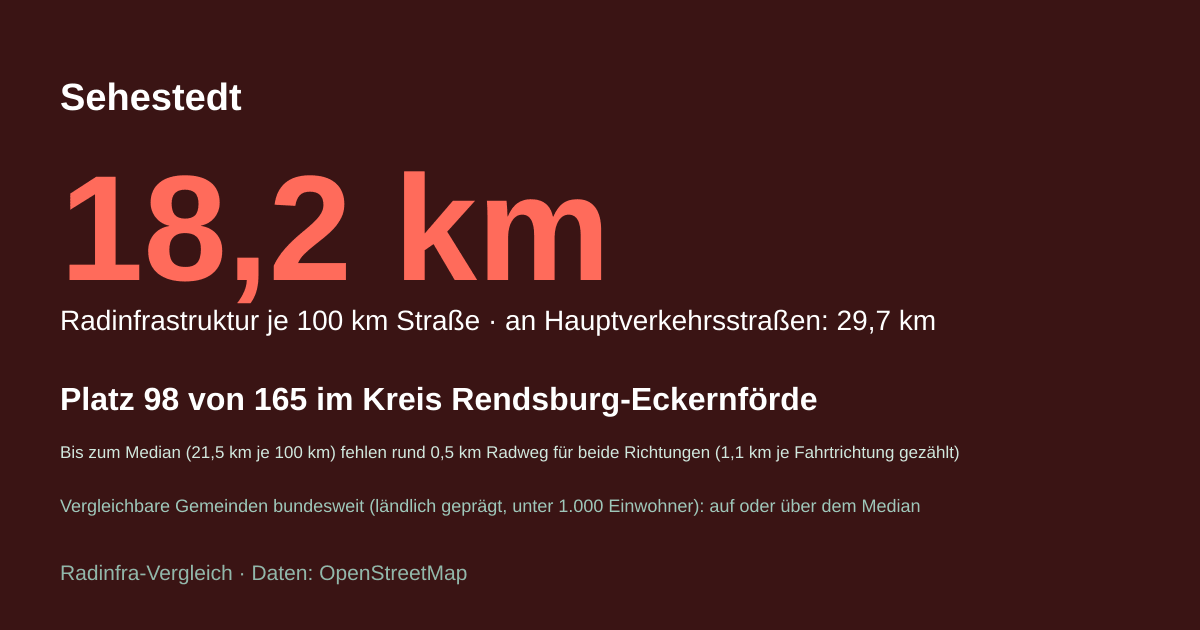 Sehestedt
18,2 km
Radinfrastruktur je 100 km Straße · an Hauptverkehrsstraßen: 29,7 km
Platz 98 von 165 im Kreis Rendsburg-Eckernförde
Bis zum Median (21,5 km je 100 km) fehlen rund 0,5 km Radweg für beide Richtungen (1,1 km je Fahrtrichtung gezählt)
Vergleichbare Gemeinden bundesweit (ländlich geprägt, unter 1.000 Einwohner): auf oder über dem Median
Radinfra-Vergleich · Daten: OpenStreetMap